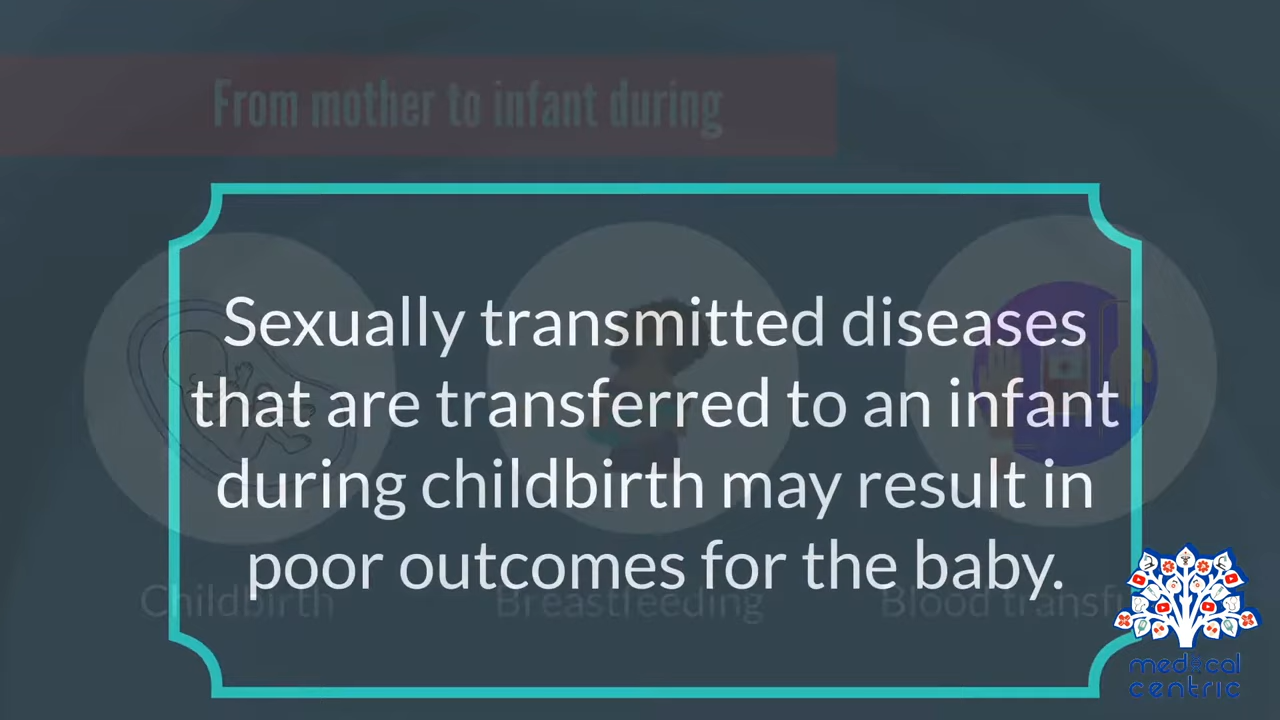 From mother to infant during
Sexually transmitted diseases
that are transferred to an infant
during childbirth may result in
poor outcomes for the baby.
Childbirth
Breastfeeding
Blood
medical
centric